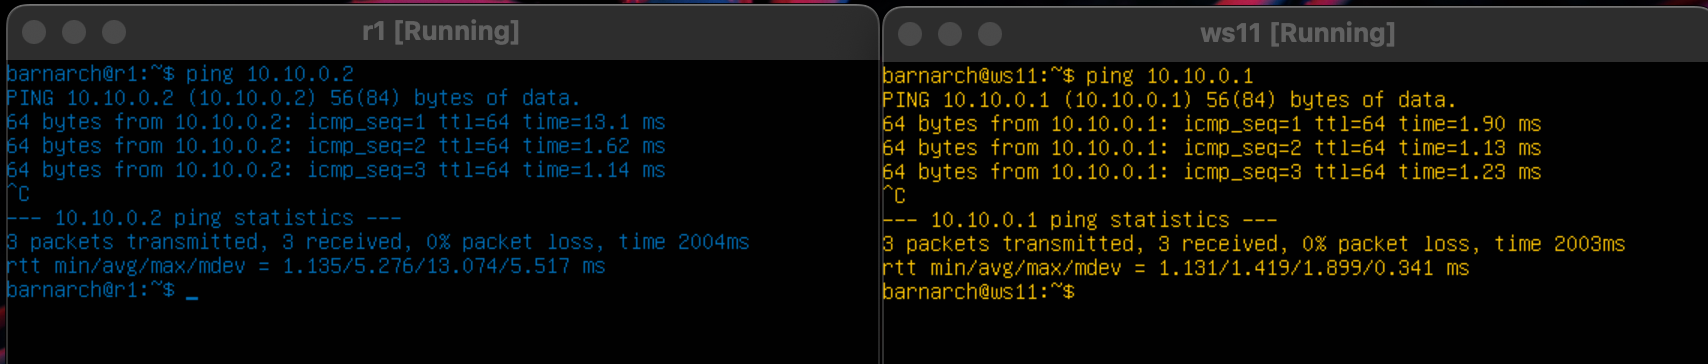 r1 [Running]
barnarch@r1:~$ ping 10.10.0.2
PING 10.10.0.2 (10.10.0.2) 56(84) bytes of data.
64 bytes from 10.10.0.2: icmp_seq=1 ttl=64 time=13.1 ms
64 bytes from 10.10.0.2: icmp_seq=2 ttl=64 time=1.62 ms
64 bytes from 10.10.0.2: icmp_seq=3 ttl=64 time=1.14 ms
^C
--- 10.10.0.2 ping statistics ---
3 packets transmitted, 3 received, 0% packet loss, time 2004ms
rtt min/avg/max/mdev = 1.135/5.276/13.074/5.517 ms
barnarch@r1:~$ _
ws11 [Running]
barnarch@ws11:~$ ping 10.10.0.1
PING 10.10.0.1 (10.10.0.1) 56(84) bytes of data.
64 bytes from 10.10.0.1: icmp_seq=1 ttl=64 time=1.90 ms
64 bytes from 10.10.0.1: icmp_seq=2 ttl=64 time=1.13 ms
64 bytes from 10.10.0.1: icmp_seq=3 ttl=64 time=1.23 ms
^C
--- 10.10.0.1 ping statistics ---
3 packets transmitted, 3 received, 0% packet loss, time 2003ms
rtt min/avg/max/mdev = 1.131/1.419/1.899/0.341 ms
barnarch@ws11:~$